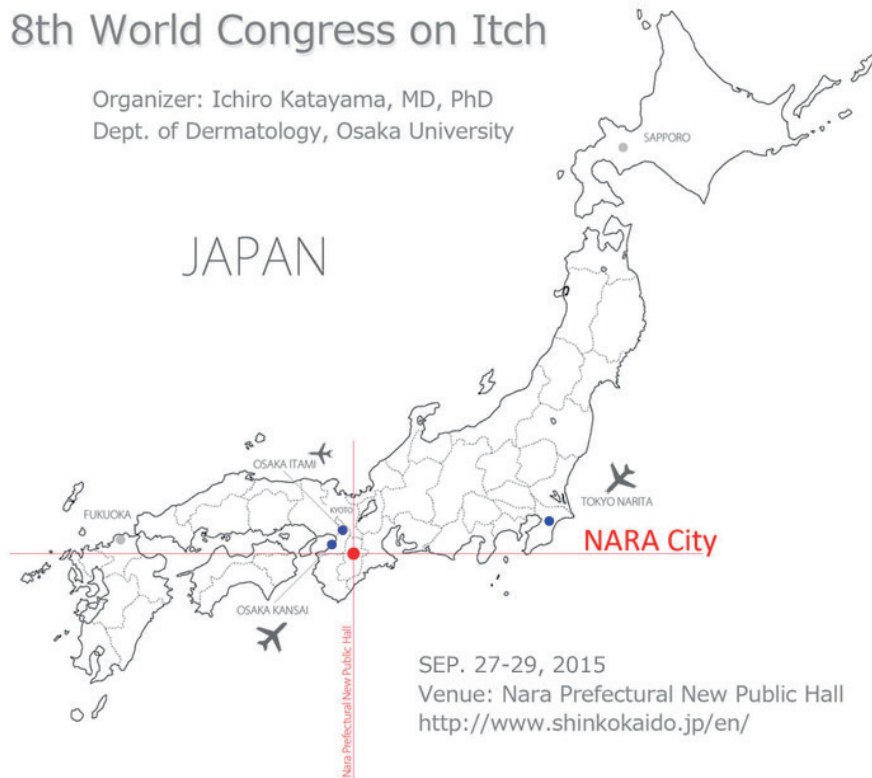 8th World Congress on Itch
Organizer: Ichiro Katayama, MD, PhD
Dept. of Dermatology, Osaka University
SAPPORO
JAPAN
OSAKA ITAMI
KYOTO
FUKUOKA
TOKYO NARITA
NARA City
OSAKA KANSAI
Nara Prefectural New Public Hall
SEP. 27-29, 2015
Venue: Nara Prefectural New Public Hall
http://www.shinkokaido.jp/en/